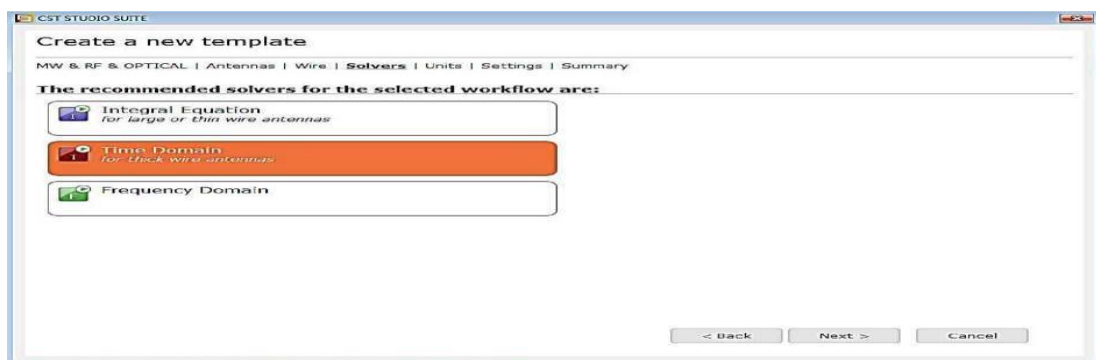 CST STUDIO SUITE
Create a new template
MW & RF & OPTICAL | Antennas | Wire | Solvers | Units | Settings | Summary
The recommended solvers for the selected workflow are:
Integral Equation
for large or thin wire antennas
Time Domain
for thick wire antennas
Frequency Domain
< Back Next > Cancel